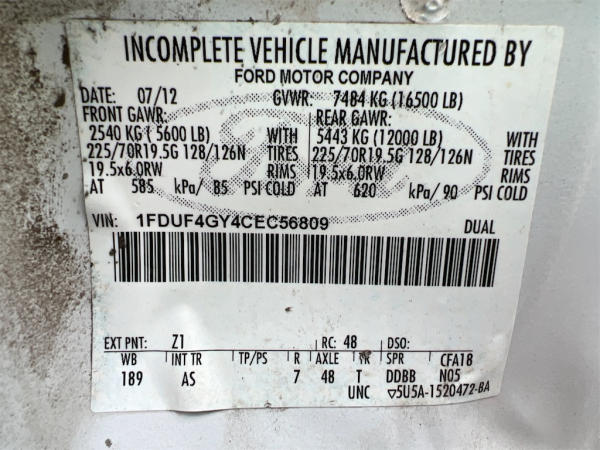 INCOMPLETE VEHICLE MANUFACTURED BY
FORD MOTOR COMPANY
DATE: 07/12 GVWR: 7484 KG (16500 LB)
FRONT GAWR: REAR GAWR:
2540 KG ( 5600 LB) WITH 5443 KG (12000 LB) WITH
225/70R19.5G 128/126N TIRES 225/70R19.5G 128/126N TIRES
19.5x6.0RW RIMS 19.5x6.0RW RIMS
AT 585 kPa/ 85 PSI COLD AT 620 kPa/90 PSI COLD
VIN: 1FDUF4GY4CEC56809 DUAL
EXT PNT: Z1 RC: 48 DSO:
WB INT TR TP/PS R AXLE TR SPR CFA18
189 AS 7 48 T DDBB N05
UNC ▽5U5A-1520472-BA